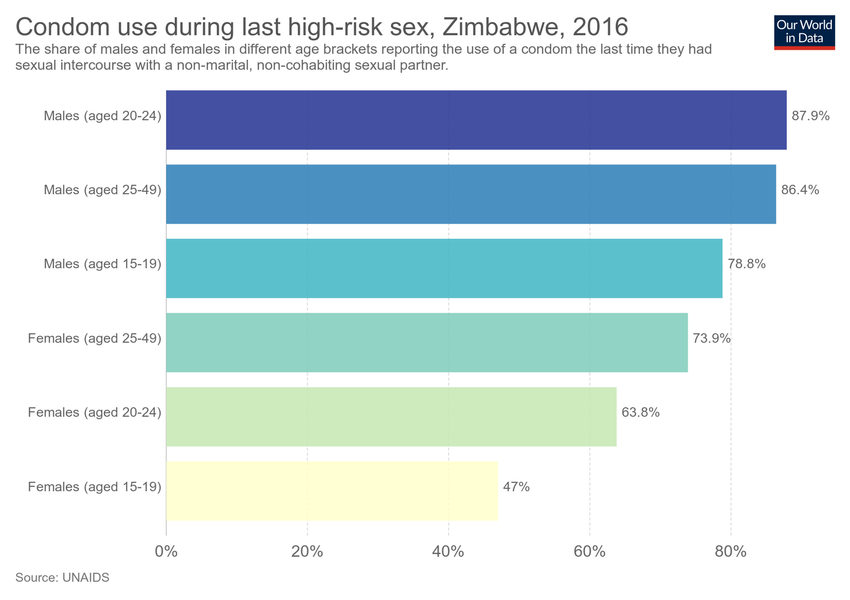 Condom use during last high-risk sex, Zimbabwe, 2016
The share of males and females in different age brackets reporting the use of a condom the last time they had
sexual intercourse with a non-marital, non-cohabiting sexual partner.
Our World
in Data
Males (aged 20-24)
87.9%
Males (aged 25-49)
86.4%
Males (aged 15-19)
78.8%
Females (aged 25-49)
73.9%
Females (aged 20-24)
63.8%
Females (aged 15-19)
47%
0%
20%
40%
60%
80%
Source: UNAIDS